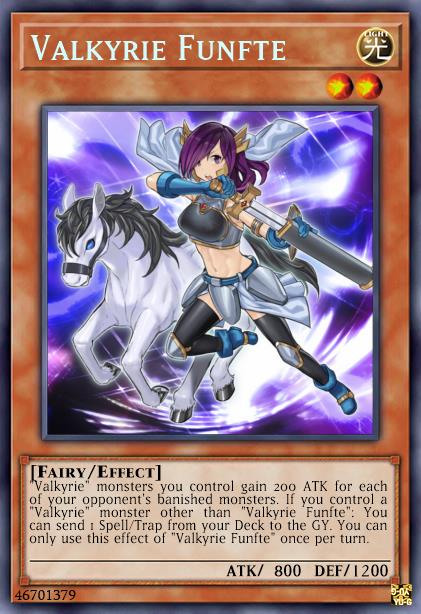 VALKYRIE FUNFTE
LIGHT
光
[FAIRY/EFFECT]
"Valkyrie" monsters you control gain 200 ATK for each
of your opponent's banished monsters. If you control a
"Valkyrie" monster other than "Valkyrie Funfte": You
can send 1 Spell/Trap from your Deck to the GY. You can
only use this effect of "Valkyrie Funfte" once per turn.
ATK/ 800 DEF/1200
46701379